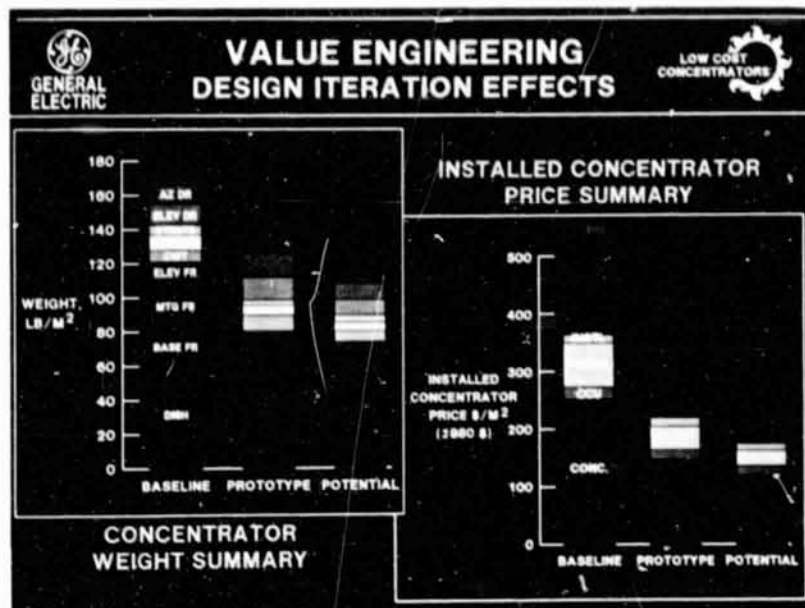 GENERAL
ELECTRIC
VALUE ENGINEERING
DESIGN ITERATION EFFECTS
LOW COST
CONCENTRATORS
180
160
140
120
100
80
60
40
20
0
WEIGHT,
LB/M²
AZ DR
ELEV DR
ELEV FR
MTG FR
BASE FR
DISH
BASELINE PROTOTYPE POTENTIAL
CONCENTRATOR
WEIGHT SUMMARY
INSTALLED CONCENTRATOR
PRICE SUMMARY
500
400
300
200
100
0
INSTALLED
CONCENTRATOR
PRICE $/M²
(1980 $)
CCU
CONC.
BASELINE PROTOTYPE POTENTIAL